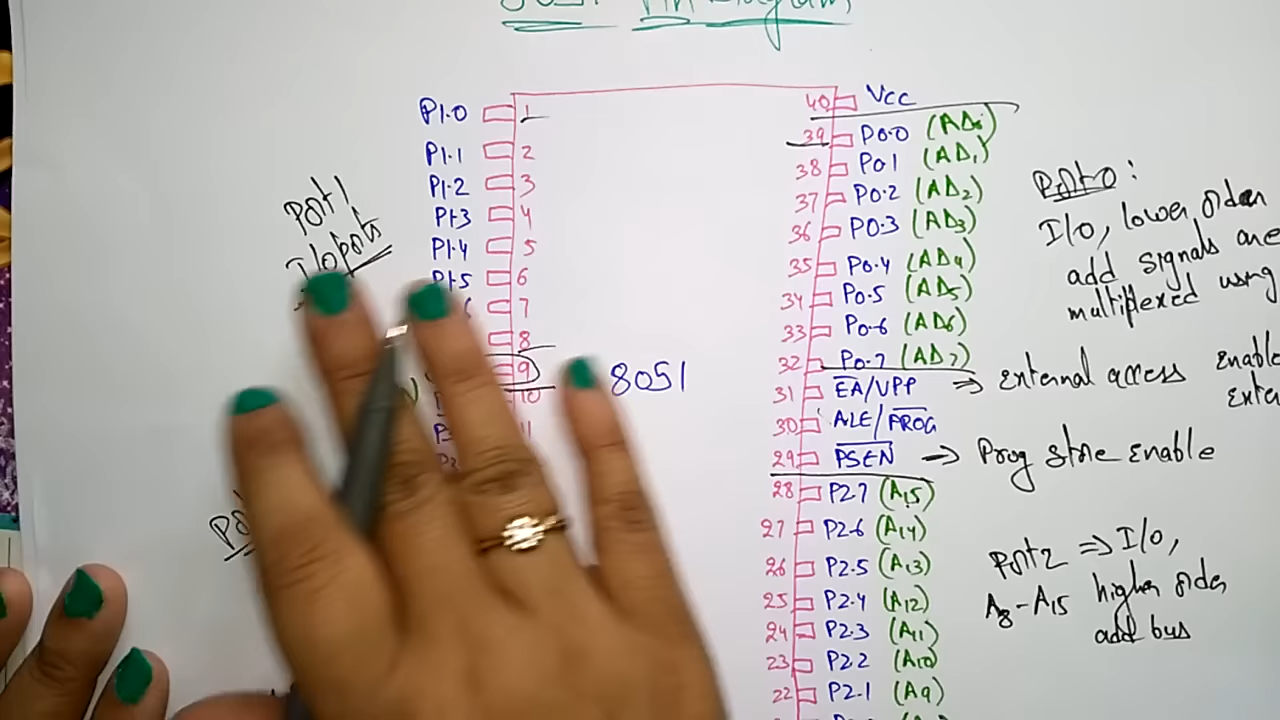 8051 Pin Diagram
P1.0 1
P1.1 2
P1.2 3
P1.3 4
P1.4 5
P1.5 6
7
8
9
10
11
Port1
I/O ports
8051
40 Vcc
39 P0.0 (AD0)
38 P0.1 (AD1)
37 P0.2 (AD2)
36 P0.3 (AD3)
35 P0.4 (AD4)
34 P0.5 (AD5)
33 P0.6 (AD6)
32 P0.7 (AD7)
31 EA/VPP => external access enable
30 ALE/PROG
29 PSEN -> Prog store Enable
28 P2.7 (A15)
27 P2.6 (A14)
26 P2.5 (A13)
25 P2.4 (A12)
24 P2.3 (A11)
23 P2.2 (A10)
22 P2.1 (A9)
Port0:
I/O, lower order
add signals are
multiplexed using
Port2 => I/O,
A8-A15 higher order
add bus